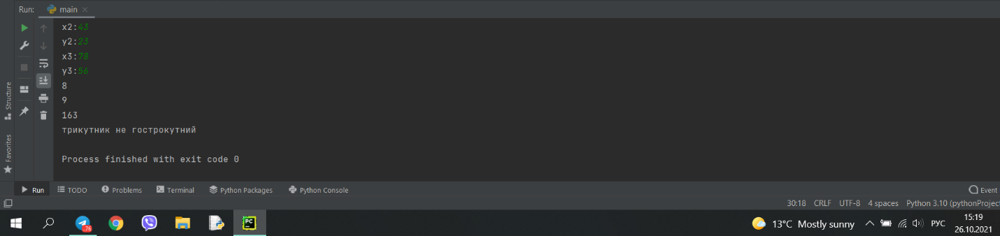 Run: main
x2:43
y2:23
x3:78
y3:56
8
9
163
трикутник не гострокутний
Process finished with exit code 0
Structure
Favorites
Run TODO Problems Terminal Python Packages Python Console Event
30:18 CRLF UTF-8 4 spaces Python 3.10 (pythonProject
76 PC 13°C Mostly sunny РУС 15:19
26.10.2021